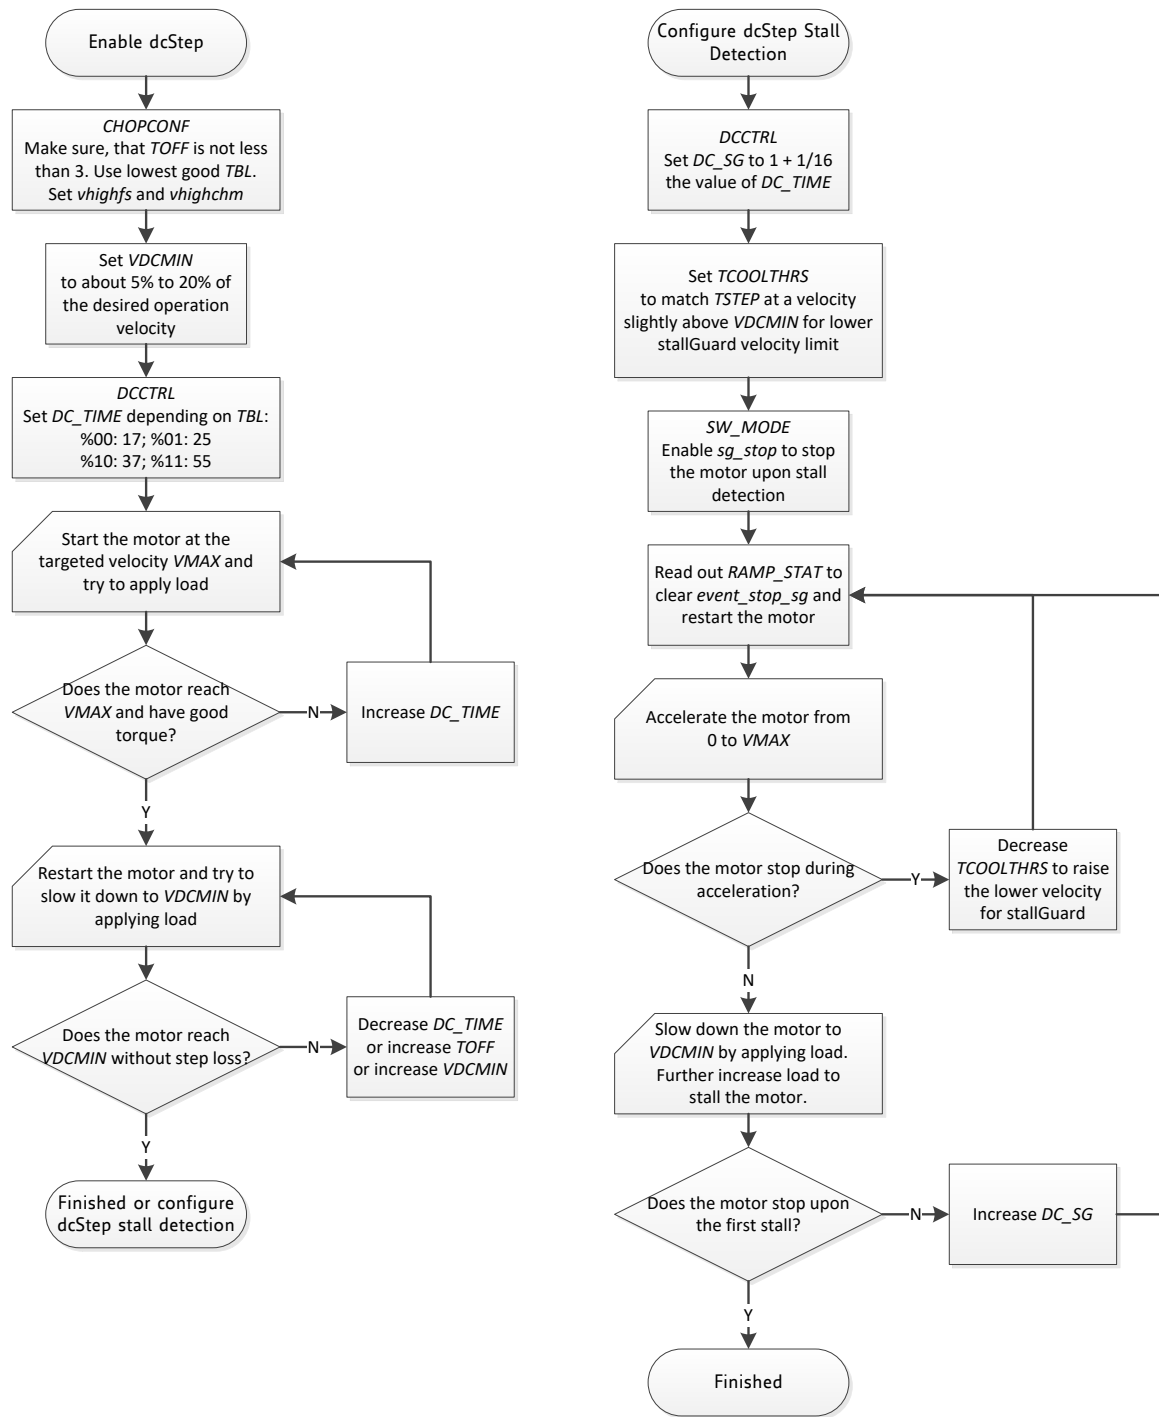 Enable dcStep
CHOPCONF
Make sure, that TOFF is not less
than 3. Use lowest good TBL.
Set vhighfs and vhighchm
Set VDCMIN
to about 5% to 20% of
the desired operation
velocity
DCCTRL
Set DC_TIME depending on TBL:
%00: 17; %01: 25
%10: 37; %11: 55
Start the motor at the
targeted velocity VMAX and
try to apply load
Does the motor reach
VMAX and have good
torque?
N
Increase DC_TIME
Y
Restart the motor and try to
slow it down to VDCMIN by
applying load
Does the motor reach
VDCMIN without step loss?
N
Decrease DC_TIME
or increase TOFF
or increase VDCMIN
Y
Finished or configure
dcStep stall detection
Configure dcStep Stall
Detection
DCCTRL
Set DC_SG to 1 + 1/16
the value of DC_TIME
Set TCOOLTHRS
to match TSTEP at a velocity
slightly above VDCMIN for lower
stallGuard velocity limit
SW_MODE
Enable sg_stop to stop
the motor upon stall
detection
Read out RAMP_STAT to
clear event_stop_sg and
restart the motor
Accelerate the motor from
0 to VMAX
Does the motor stop during
acceleration?
Y
Decrease
TCOOLTHRS to raise
the lower velocity
for stallGuard
N
Slow down the motor to
VDCMIN by applying load.
Further increase load to
stall the motor.
Does the motor stop upon
the first stall?
N
Increase DC_SG
Y
Finished